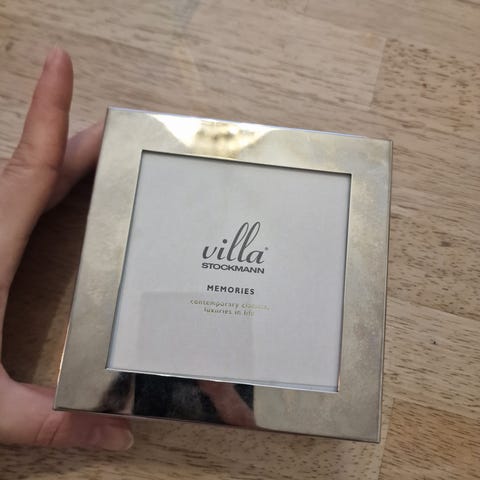 villa®
STOCKMANN
MEMORIES
contemporary classics,
luxuries in life